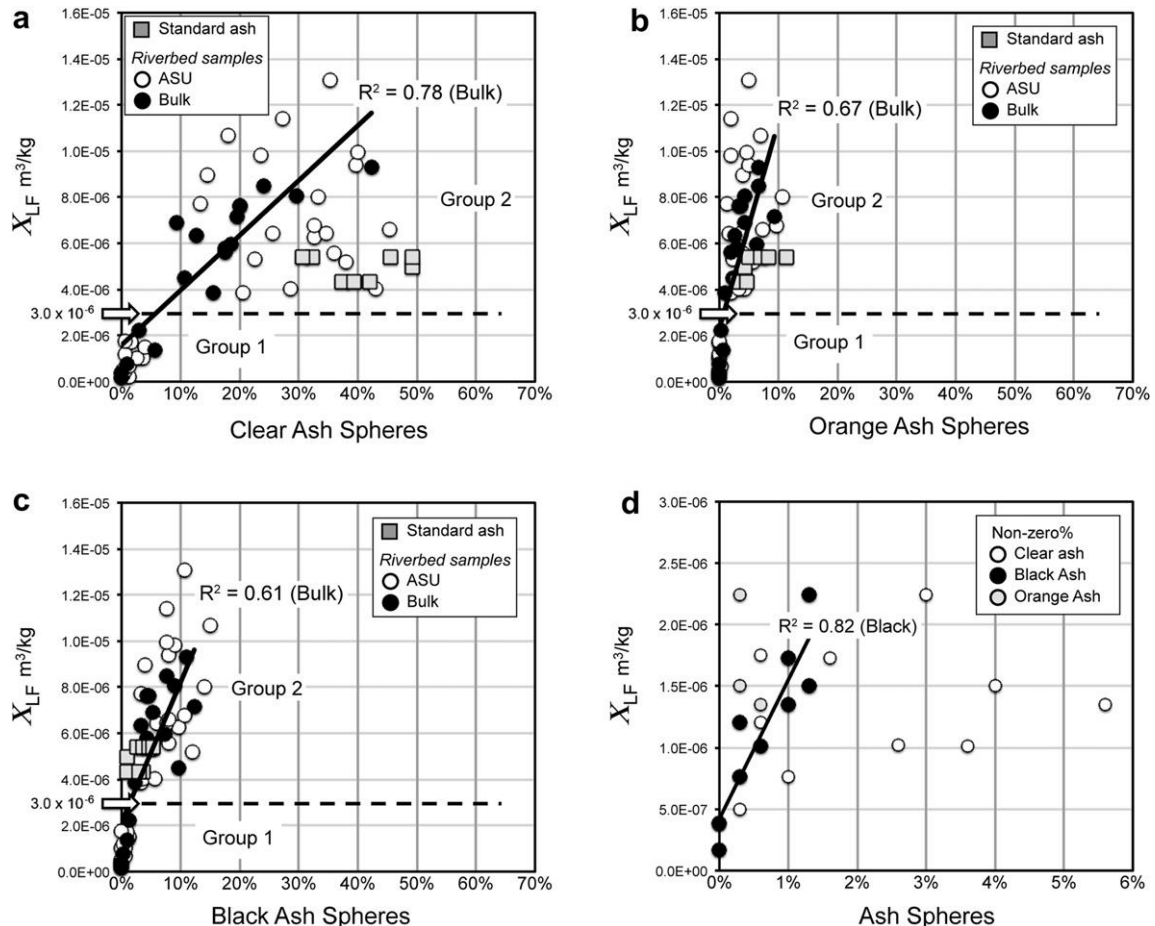 a
1.6E-05
1.4E-05
1.2E-05
1.0E-05
8.0E-06
6.0E-06
4.0E-06
3.0 x 10⁻⁶
2.0E-06
0.0E+00
X_LF m³/kg
Standard ash
Riverbed samples
ASU
Bulk
R² = 0.78 (Bulk)
Group 2
Group 1
0% 10% 20% 30% 40% 50% 60% 70%
Clear Ash Spheres
b
1.6E-05
1.4E-05
1.2E-05
1.0E-05
8.0E-06
6.0E-06
4.0E-06
3.0 x 10⁻⁶
2.0E-06
0.0E+00
X_LF m³/kg
Standard ash
Riverbed samples
ASU
Bulk
R² = 0.67 (Bulk)
Group 2
Group 1
0% 10% 20% 30% 40% 50% 60% 70%
Orange Ash Spheres
c
1.6E-05
1.4E-05
1.2E-05
1.0E-05
8.0E-06
6.0E-06
4.0E-06
3.0 x 10⁻⁶
2.0E-06
0.0E+00
X_LF m³/kg
Standard ash
Riverbed samples
ASU
Bulk
R² = 0.61 (Bulk)
Group 2
Group 1
0% 10% 20% 30% 40% 50% 60% 70%
Black Ash Spheres
d
3.0E-06
2.5E-06
2.0E-06
1.5E-06
1.0E-06
5.0E-07
0.0E+00
X_LF m³/kg
Non-zero%
Clear ash
Black Ash
Orange Ash
R² = 0.82 (Black)
0% 1% 2% 3% 4% 5% 6%
Ash Spheres